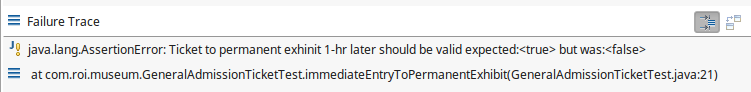 Failure Trace
java.lang.AssertionError: Ticket to permanent exhinit 1-hr later should be valid expected:<true> but was:<false>
at com.roi.museum.GeneralAdmissionTicketTest.immediateEntryToPermanentExhibit(GeneralAdmissionTicketTest.java:21)